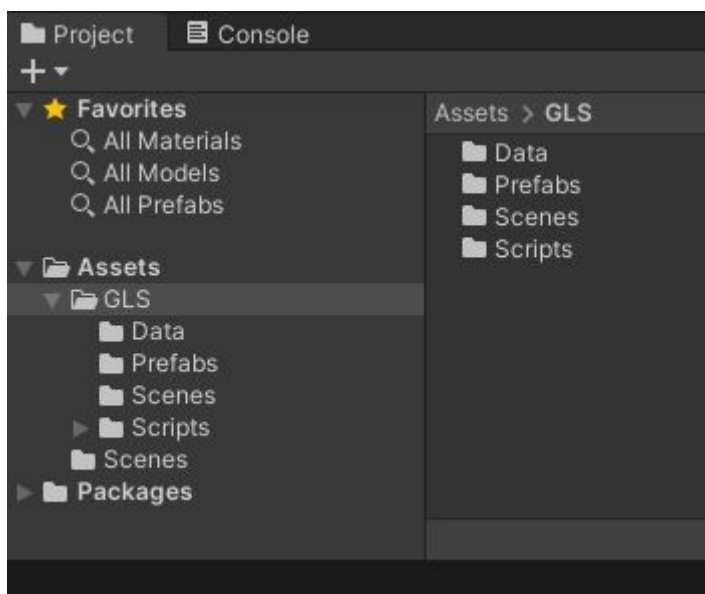 Project Console
Favorites
All Materials
All Models
All Prefabs
Assets
GLS
Data
Prefabs
Scenes
Scripts
Scenes
Packages
Assets > GLS
Data
Prefabs
Scenes
Scripts